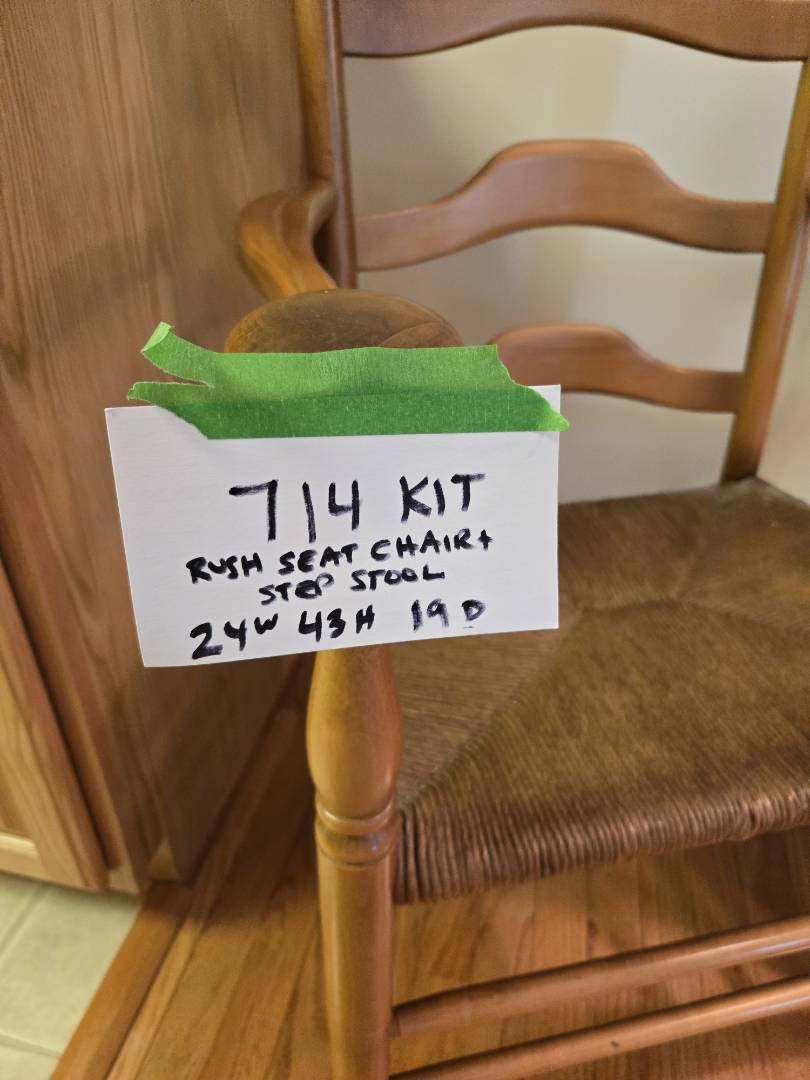 714 KIT
RUSH SEAT CHAIR+
STEP STOOL
24W 43H 19D